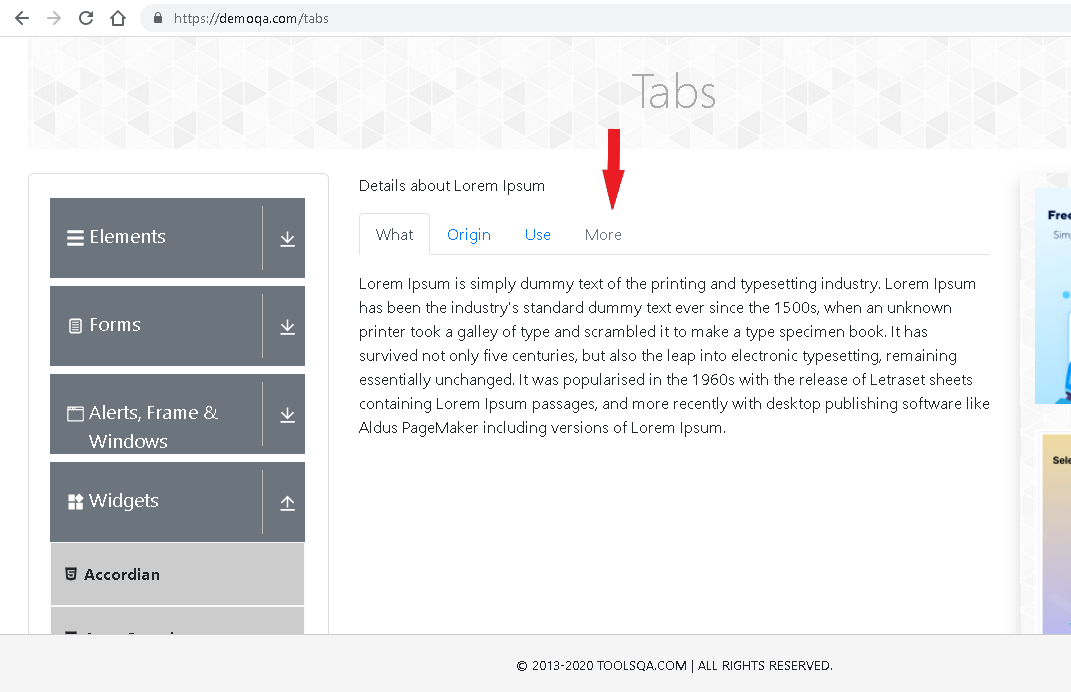 https://demoqa.com/tabs
Tabs
Elements
Forms
Alerts, Frame &
Windows
Widgets
Accordian
Details about Lorem Ipsum
What Origin Use More
Lorem Ipsum is simply dummy text of the printing and typesetting industry. Lorem Ipsum
has been the industry's standard dummy text ever since the 1500s, when an unknown
printer took a galley of type and scrambled it to make a type specimen book. It has
survived not only five centuries, but also the leap into electronic typesetting, remaining
essentially unchanged. It was popularised in the 1960s with the release of Letraset sheets
containing Lorem Ipsum passages, and more recently with desktop publishing software like
Aldus PageMaker including versions of Lorem Ipsum.
Free
© 2013-2020 TOOLSQA.COM | ALL RIGHTS RESERVED.